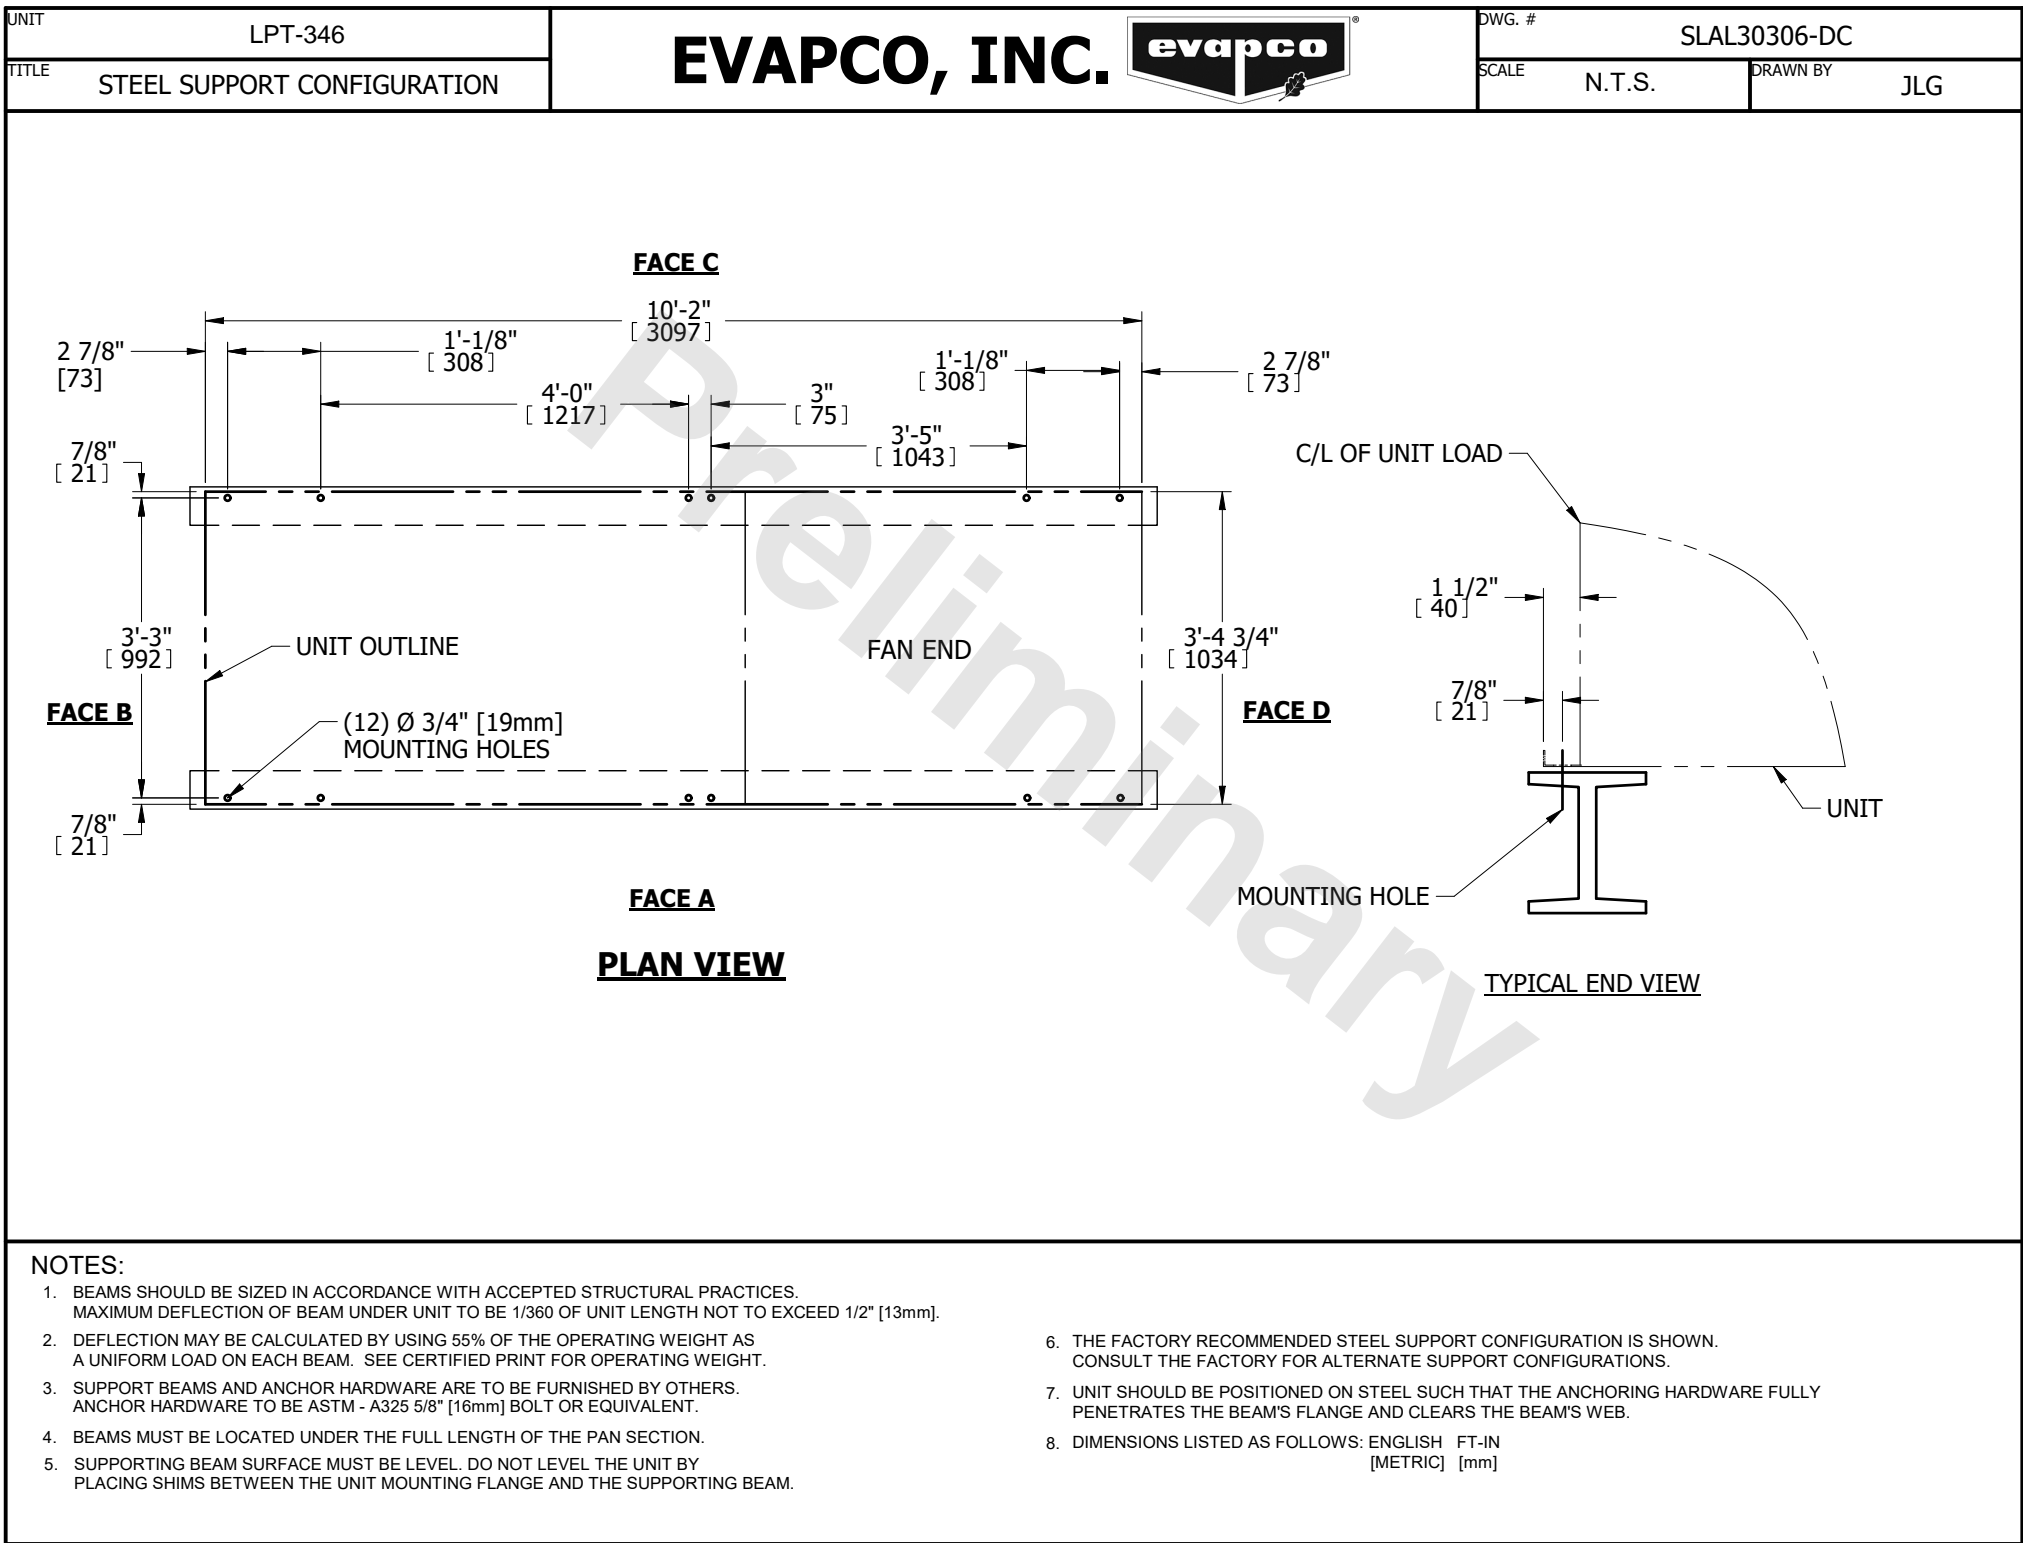 UNIT
LPT-346
TITLE
STEEL SUPPORT CONFIGURATION
EVAPCO, INC.
evapco
®
DWG. #
SLAL30306-DC
SCALE
N.T.S.
DRAWN BY
JLG
FACE C
10'-2"
[ 3097]
2 7/8"
[73]
1'-1/8"
[ 308]
1'-1/8"
[ 308]
2 7/8"
[ 73]
4'-0"
[ 1217]
3"
[ 75]
3'-5"
[ 1043]
7/8"
[ 21]
C/L OF UNIT LOAD
1 1/2"
[ 40]
3'-3"
[ 992]
UNIT OUTLINE
FAN END
3'-4 3/4"
[ 1034]
7/8"
[ 21]
FACE B
(12) Ø 3/4" [19mm]
MOUNTING HOLES
FACE D
7/8"
[ 21]
UNIT
FACE A
MOUNTING HOLE
PLAN VIEW
TYPICAL END VIEW
Preliminary
NOTES:
1. BEAMS SHOULD BE SIZED IN ACCORDANCE WITH ACCEPTED STRUCTURAL PRACTICES.
MAXIMUM DEFLECTION OF BEAM UNDER UNIT TO BE 1/360 OF UNIT LENGTH NOT TO EXCEED 1/2" [13mm].
2. DEFLECTION MAY BE CALCULATED BY USING 55% OF THE OPERATING WEIGHT AS
A UNIFORM LOAD ON EACH BEAM. SEE CERTIFIED PRINT FOR OPERATING WEIGHT.
3. SUPPORT BEAMS AND ANCHOR HARDWARE ARE TO BE FURNISHED BY OTHERS.
ANCHOR HARDWARE TO BE ASTM - A325 5/8" [16mm] BOLT OR EQUIVALENT.
4. BEAMS MUST BE LOCATED UNDER THE FULL LENGTH OF THE PAN SECTION.
5. SUPPORTING BEAM SURFACE MUST BE LEVEL. DO NOT LEVEL THE UNIT BY
PLACING SHIMS BETWEEN THE UNIT MOUNTING FLANGE AND THE SUPPORTING BEAM.
6. THE FACTORY RECOMMENDED STEEL SUPPORT CONFIGURATION IS SHOWN.
CONSULT THE FACTORY FOR ALTERNATE SUPPORT CONFIGURATIONS.
7. UNIT SHOULD BE POSITIONED ON STEEL SUCH THAT THE ANCHORING HARDWARE FULLY
PENETRATES THE BEAM'S FLANGE AND CLEARS THE BEAM'S WEB.
8. DIMENSIONS LISTED AS FOLLOWS: ENGLISH FT-IN
[METRIC] [mm]